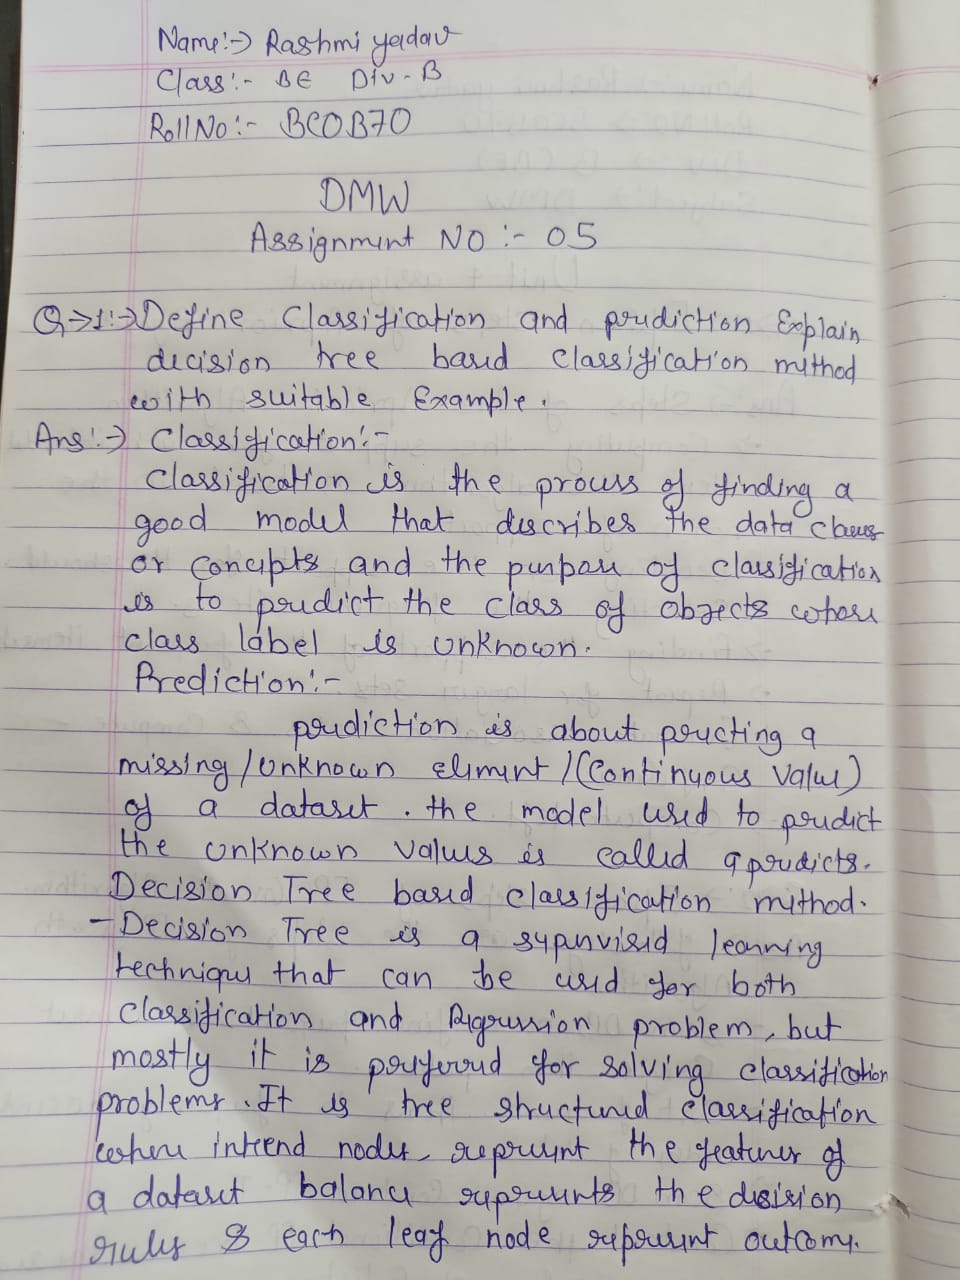 Name:-> Rashmi yadav
Class:- BE Div-B
Roll No:- BCOB70
DMW
Assignment NO:- 05
Q->1:-> Define Classification and prediction Explain
decision tree based classification method
with suitable Example.
Ans:-> Classification:-
Classification is the process of finding a
good model that describes the data classes
or concepts and the purpose of classification
is to predict the class of objects whose
class label is unknown.
Prediction:-
prediction is about preucting a
missing/unknown element/(Continuous Value)
of a dataset. the model used to predict
the unknown values is called a predicts.
Decision Tree based classification method.
- Decision Tree is a supervised learning
technique that can be used for both
classification and Regression problem, but
mostly it is preferred for solving classification
problems. It is tree structured classification
where internd nodes represent the features of
a dataset balance represents the decision
rules & each leaf node represent outcome.